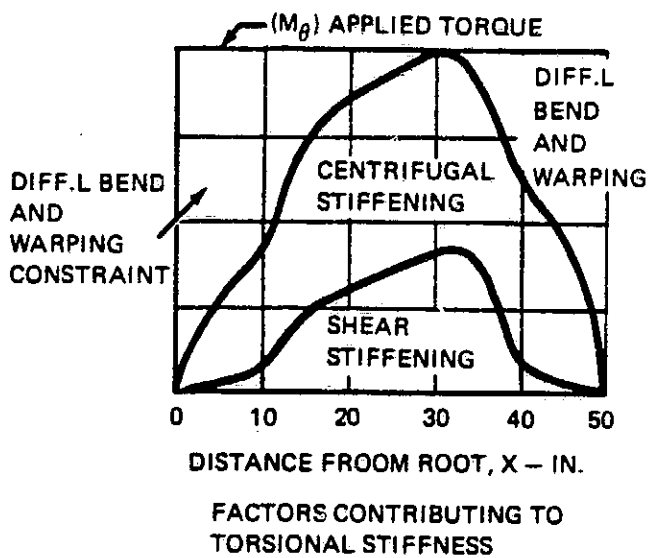 (Mθ) APPLIED TORQUE
DIFF.L
BEND
AND
WARPING
CENTRIFUGAL
STIFFENING
DIFF.L BEND
AND
WARPING
CONSTRAINT
SHEAR
STIFFENING
0 10 20 30 40 50
DISTANCE FROOM ROOT, X – IN.
FACTORS CONTRIBUTING TO
TORSIONAL STIFFNESS